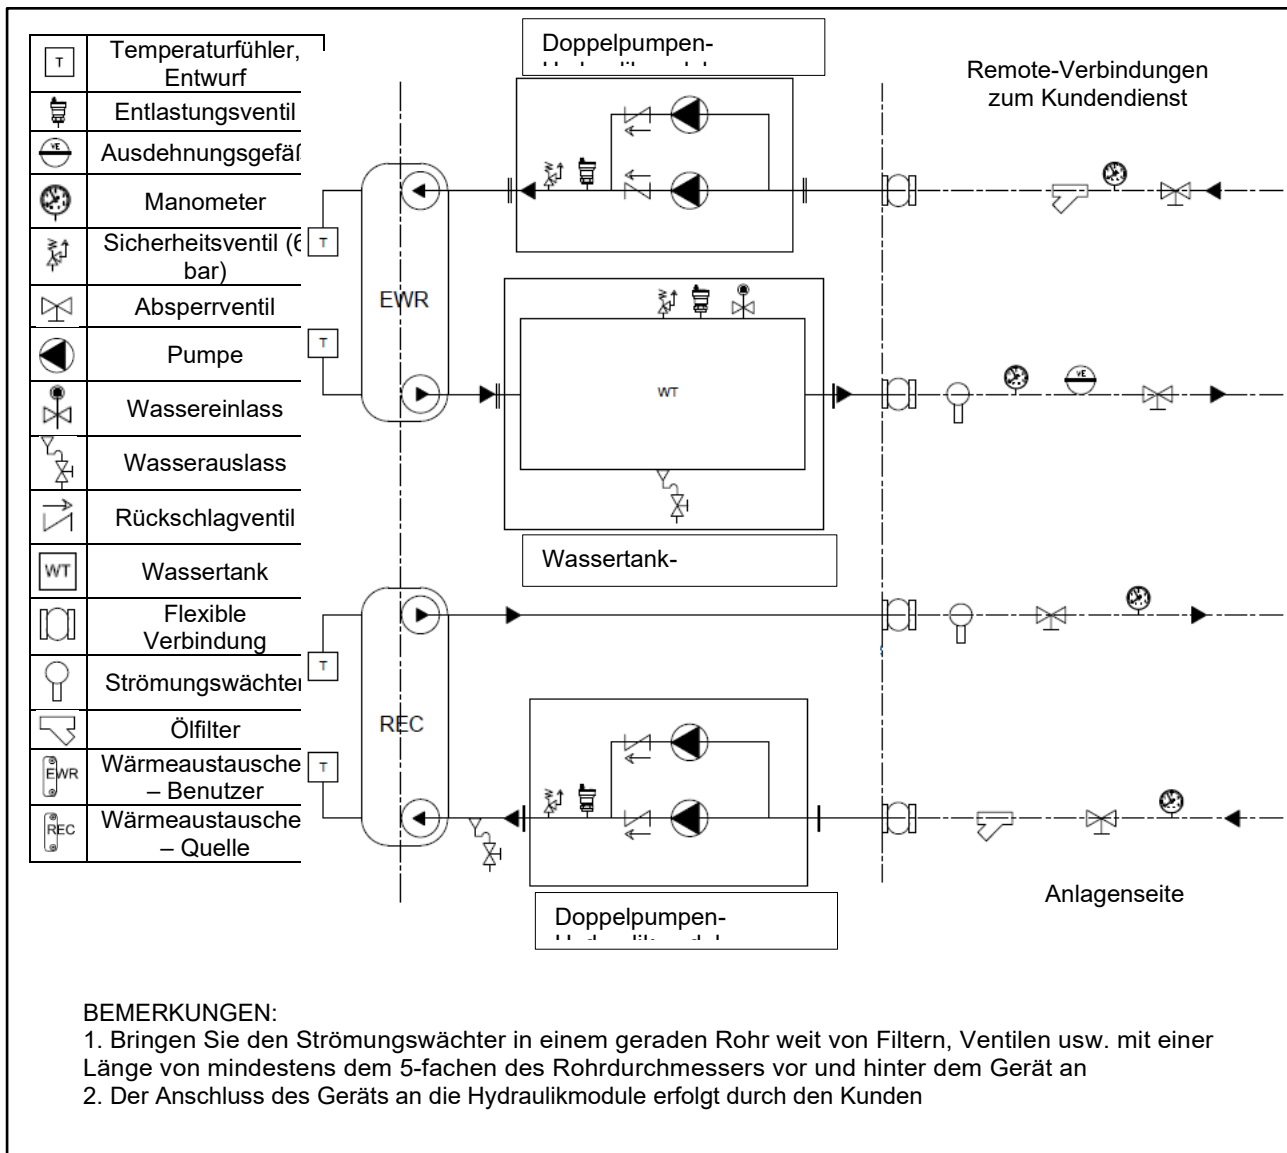 T
Temperaturfühler,
Entwurf
Entlastungsventil
VE
Ausdehnungsgefäß
Manometer
Sicherheitsventil (6
bar)
Absperrventil
Pumpe
Wassereinlass
Wasserauslass
Rückschlagventil
WT
Wassertank
Flexible
Verbindung
Strömungswächter
Ölfilter
EWR
Wärmeaustausche
– Benutzer
REC
Wärmeaustausche
– Quelle
Doppelpumpen-
Remote-Verbindungen
zum Kundendienst
T
EWR
T
WT
VE
Wassertank-
T
REC
T
Doppelpumpen-
Anlagenseite
BEMERKUNGEN:
1. Bringen Sie den Strömungswächter in einem geraden Rohr weit von Filtern, Ventilen usw. mit einer
Länge von mindestens dem 5-fachen des Rohrdurchmessers vor und hinter dem Gerät an
2. Der Anschluss des Geräts an die Hydraulikmodule erfolgt durch den Kunden